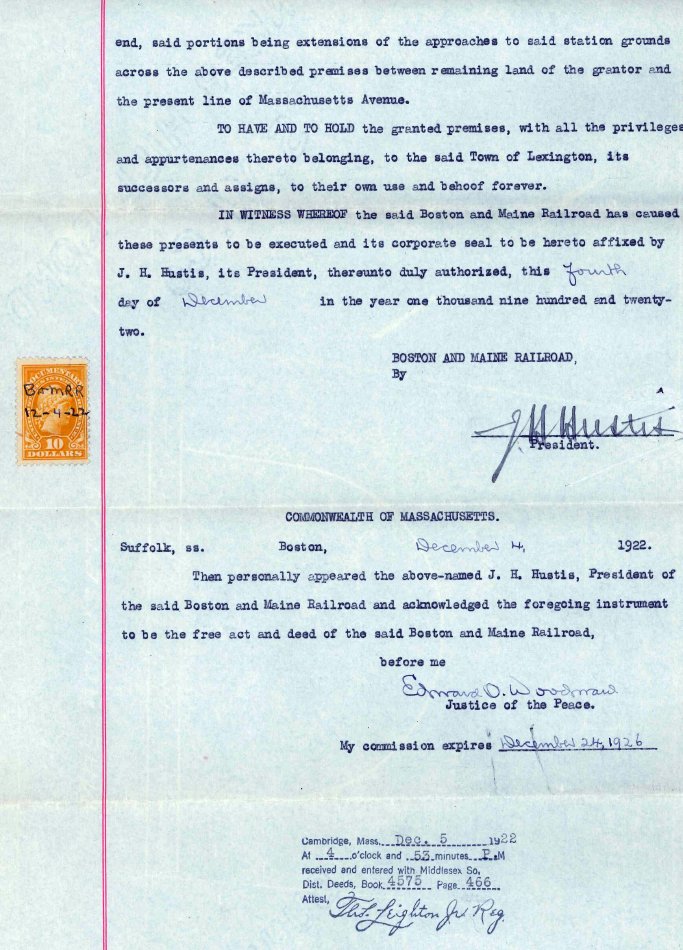 end, said portions being extensions of the approaches to said station grounds
across the above described premises between remaining land of the grantor and
the present line of Massachusetts Avenue.
TO HAVE AND TO HOLD the granted premises, with all the privileges
and appurtenances thereto belonging, to the said Town of Lexington, its
successors and assigns, to their own use and behoof forever.
IN WITNESS WHEREOF the said Boston and Maine Railroad has caused
these presents to be executed and its corporate seal to be hereto affixed by
J. H. Hustis, its President, thereunto duly authorized, this fourth
day of December in the year one thousand nine hundred and twenty-
two.
BOSTON AND MAINE RAILROAD,
By
DOCUMENTARY
B&MRR
12-4-22
10
DOLLARS
J H Hustis
President.
COMMONWEALTH OF MASSACHUSETTS.
Suffolk, ss. Boston, December 4, 1922.
Then personally appeared the above-named J. H. Hustis, President of
the said Boston and Maine Railroad and acknowledged the foregoing instrument
to be the free act and deed of the said Boston and Maine Railroad,
before me
Edward O. Woodward
Justice of the Peace.
My commission expires December 24, 1926
Cambridge, Mass. Dec. 5 1922
At 4 o'clock and 53 minutes P.M
received and entered with Middlesex So.
Dist. Deeds, Book 4575 Page 466
Attest, Leighton Jr Reg.